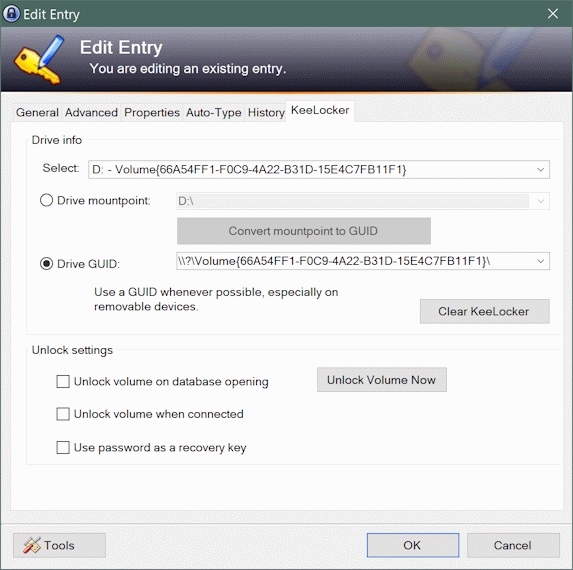 Edit Entry
Edit Entry
You are editing an existing entry.
General Advanced Properties Auto-Type History KeeLocker
Drive info
Select: D: - Volume{66A54FF1-F0C9-4A22-B31D-15E4C7FB11F1}
Drive mountpoint: D:\
Convert mountpoint to GUID
Drive GUID: \\?\Volume{66A54FF1-F0C9-4A22-B31D-15E4C7FB11F1}\
Use a GUID whenever possible, especially on
removable devices.
Clear KeeLocker
Unlock settings
Unlock volume on database opening Unlock Volume Now
Unlock volume when connected
Use password as a recovery key
Tools OK Cancel